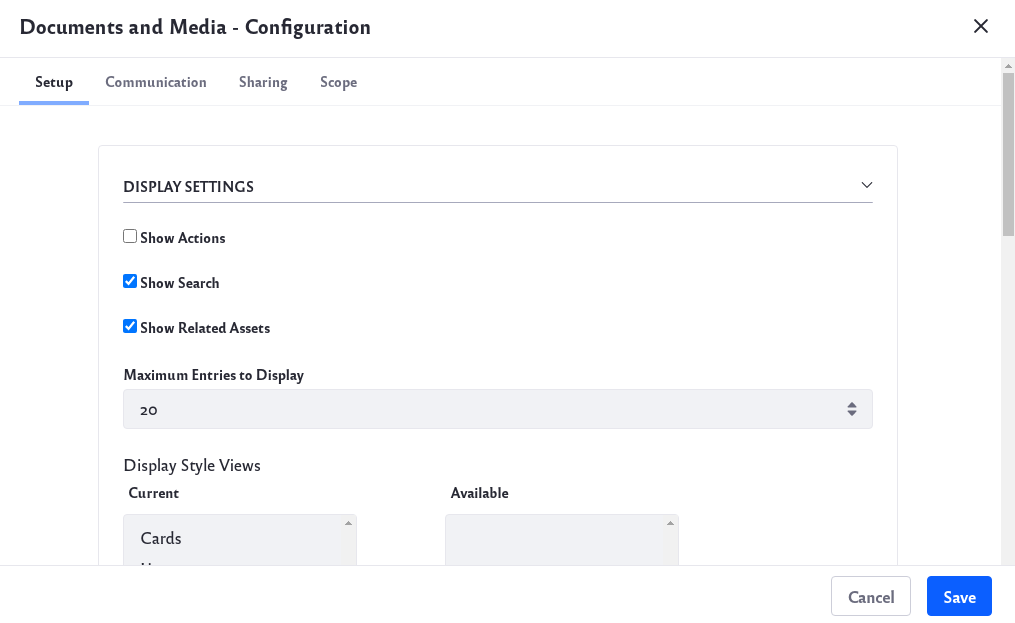 Documents and Media - Configuration
Setup Communication Sharing Scope
DISPLAY SETTINGS
Show Actions
Show Search
Show Related Assets
Maximum Entries to Display
20
Display Style Views
Current Available
Cards
Cancel Save